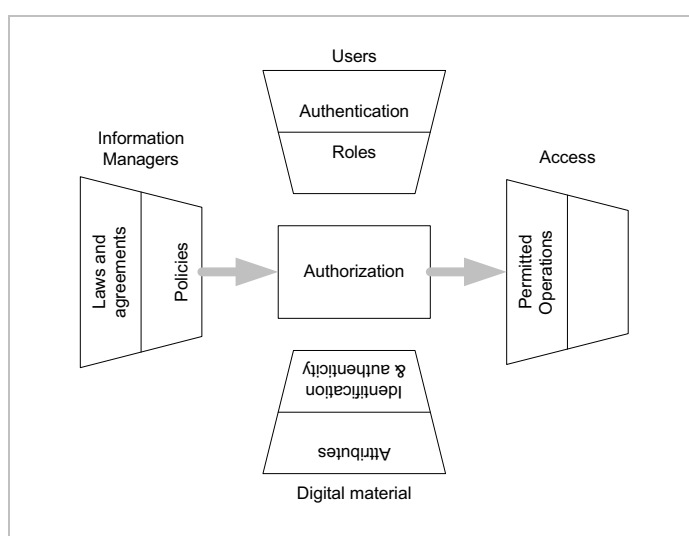 Users
Authentication
Roles
Information
Managers
Laws and
agreements
Policies
Authorization
Access
Permitted
Operations
Identification
& authenticity
Attributes
Digital material